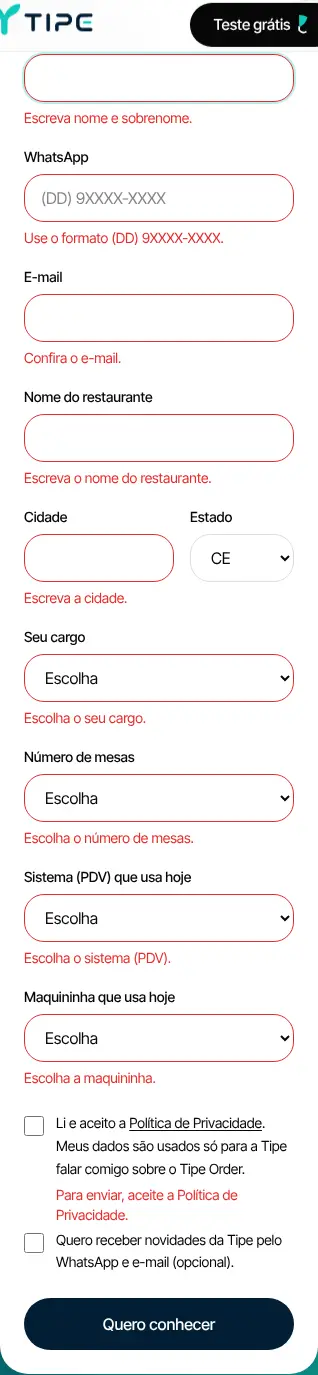 TIPE
Teste grátis
Escreva nome e sobrenome.
WhatsApp
(DD) 9XXXX-XXXX
Use o formato (DD) 9XXXX-XXXX.
E-mail
Confira o e-mail.
Nome do restaurante
Escreva o nome do restaurante.
Cidade
Estado
CE
Escreva a cidade.
Seu cargo
Escolha
Escolha o seu cargo.
Número de mesas
Escolha
Escolha o número de mesas.
Sistema (PDV) que usa hoje
Escolha
Escolha o sistema (PDV).
Maquininha que usa hoje
Escolha
Escolha a maquininha.
Li e aceito a Política de Privacidade.
Meus dados são usados só para a Tipe
falar comigo sobre o Tipe Order.
Para enviar, aceite a Política de
Privacidade.
Quero receber novidades da Tipe pelo
WhatsApp e e-mail (opcional).
Quero conhecer